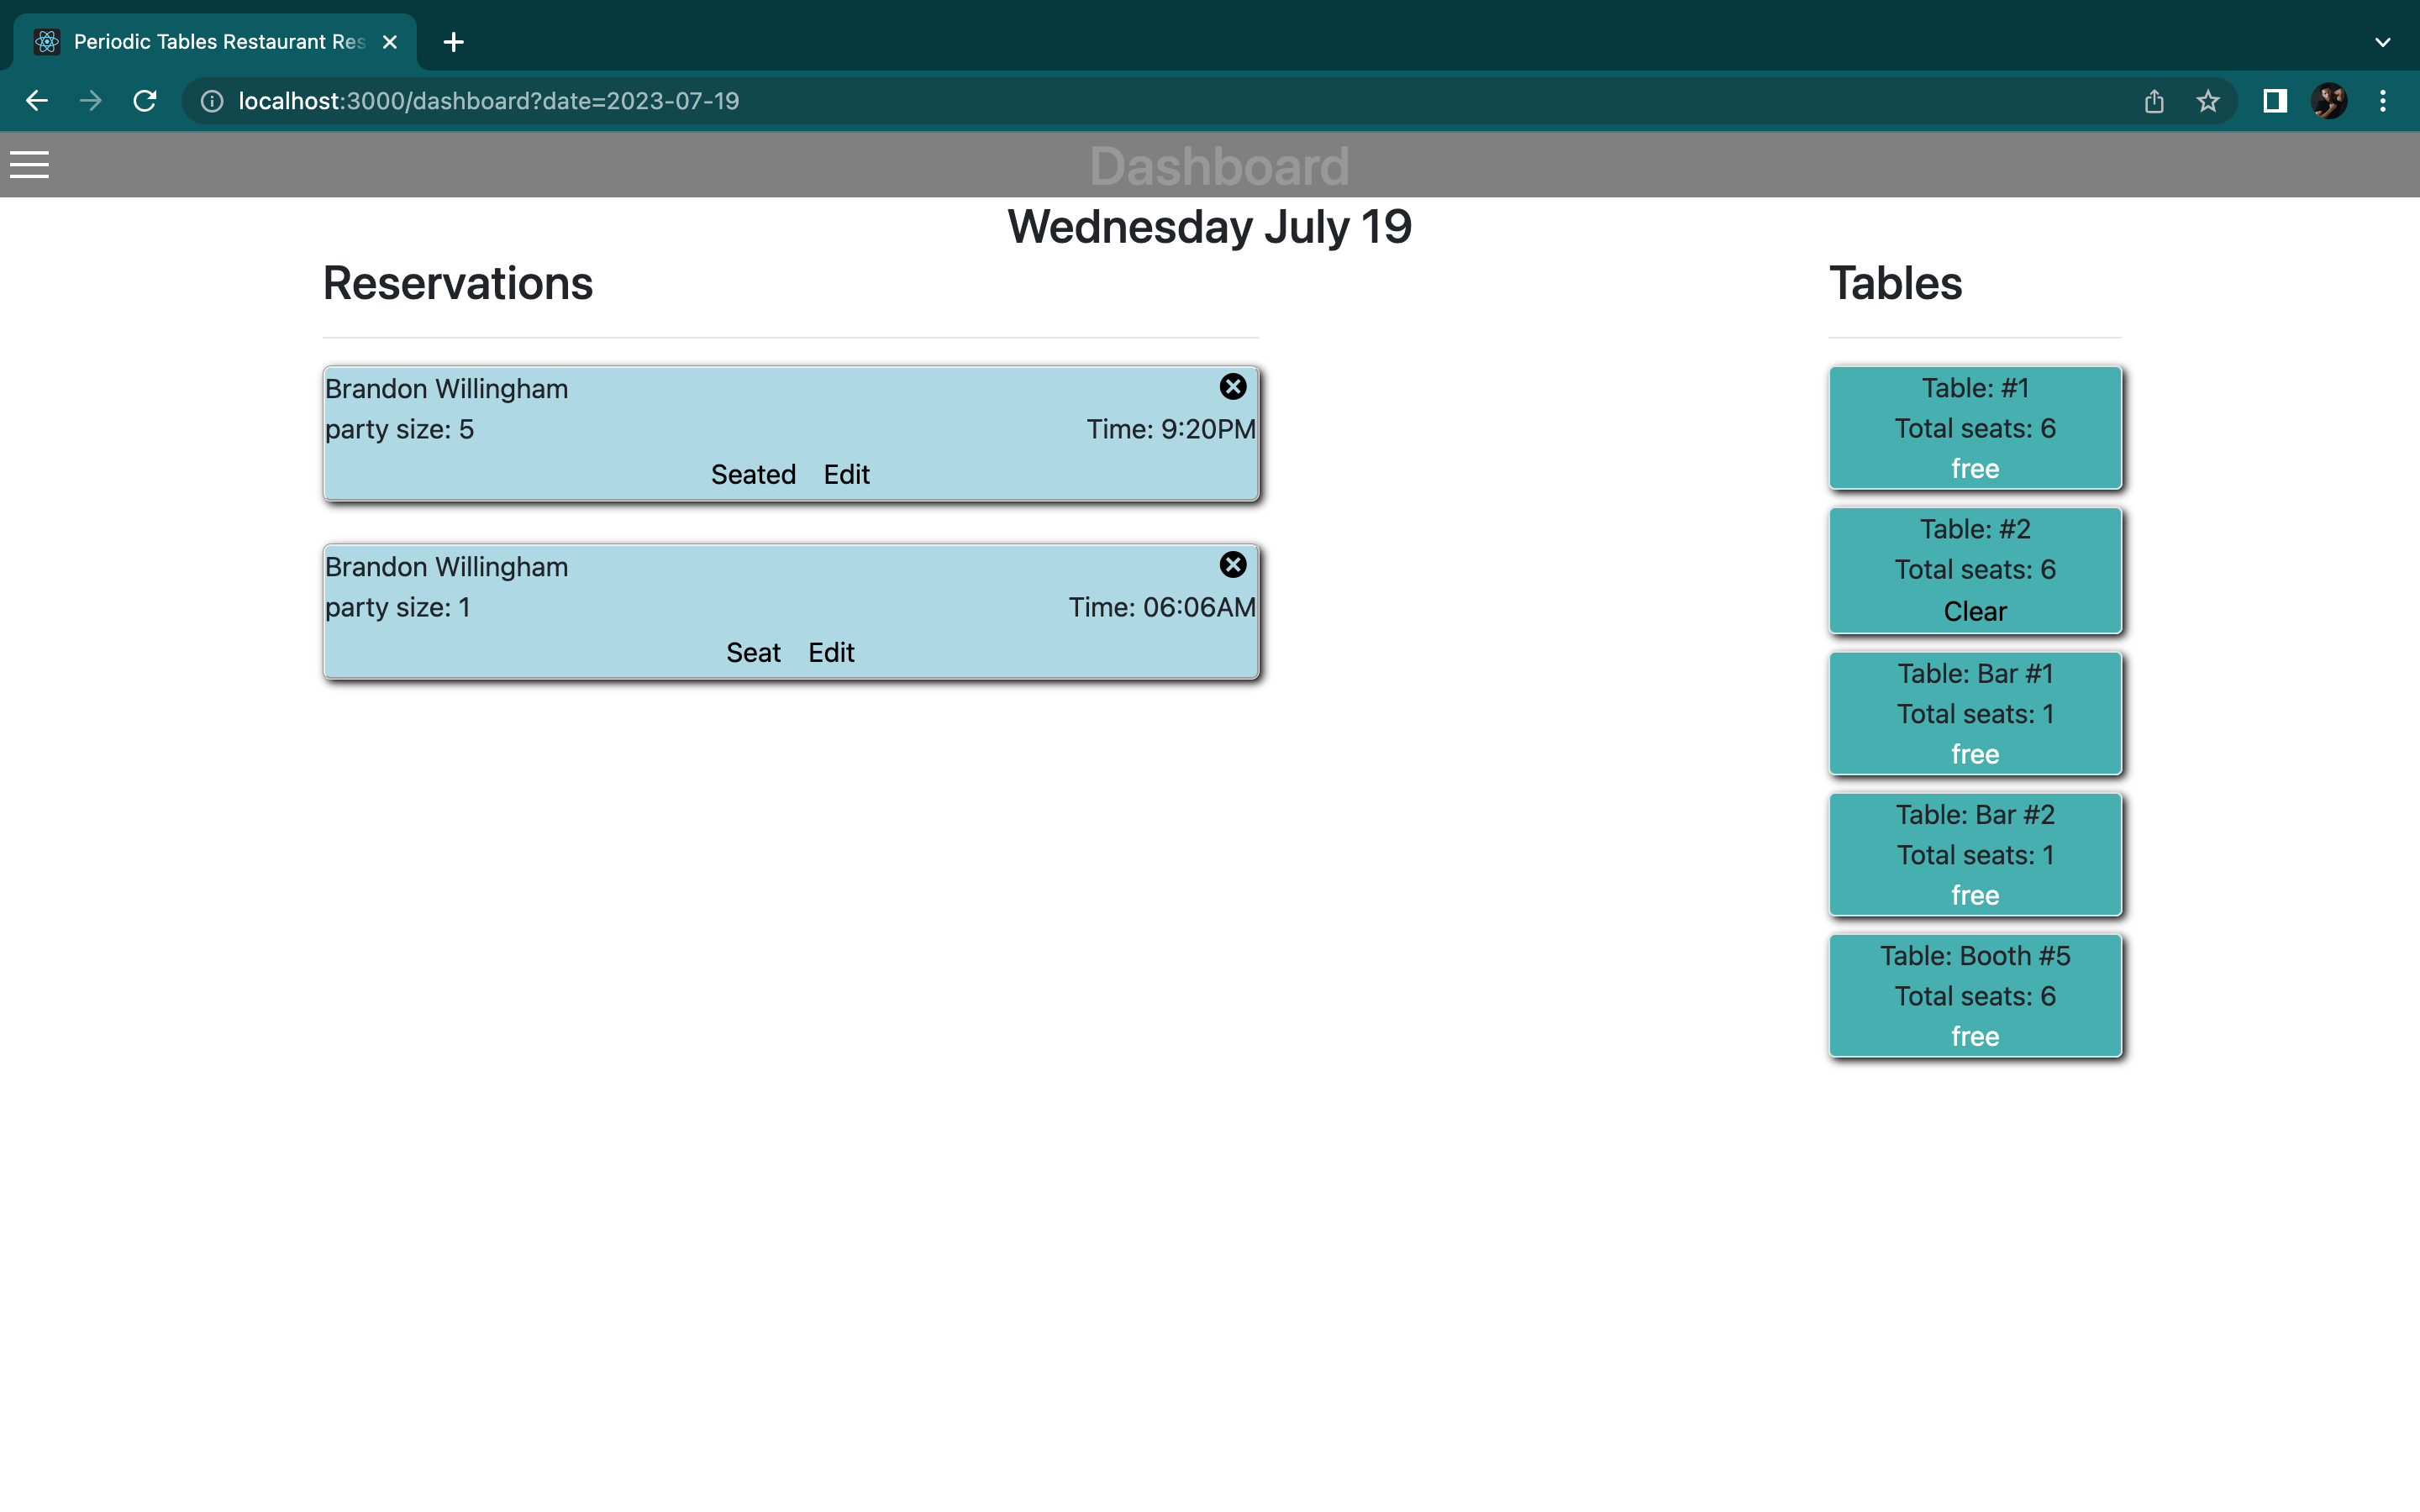 Periodic Tables Restaurant Res
localhost:3000/dashboard?date=2023-07-19
Dashboard
Wednesday July 19
Reservations
Brandon Willingham
party size: 5 Time: 9:20PM
Seated Edit
Brandon Willingham
party size: 1 Time: 06:06AM
Seat Edit
Tables
Table: #1
Total seats: 6
free
Table: #2
Total seats: 6
Clear
Table: Bar #1
Total seats: 1
free
Table: Bar #2
Total seats: 1
free
Table: Booth #5
Total seats: 6
free